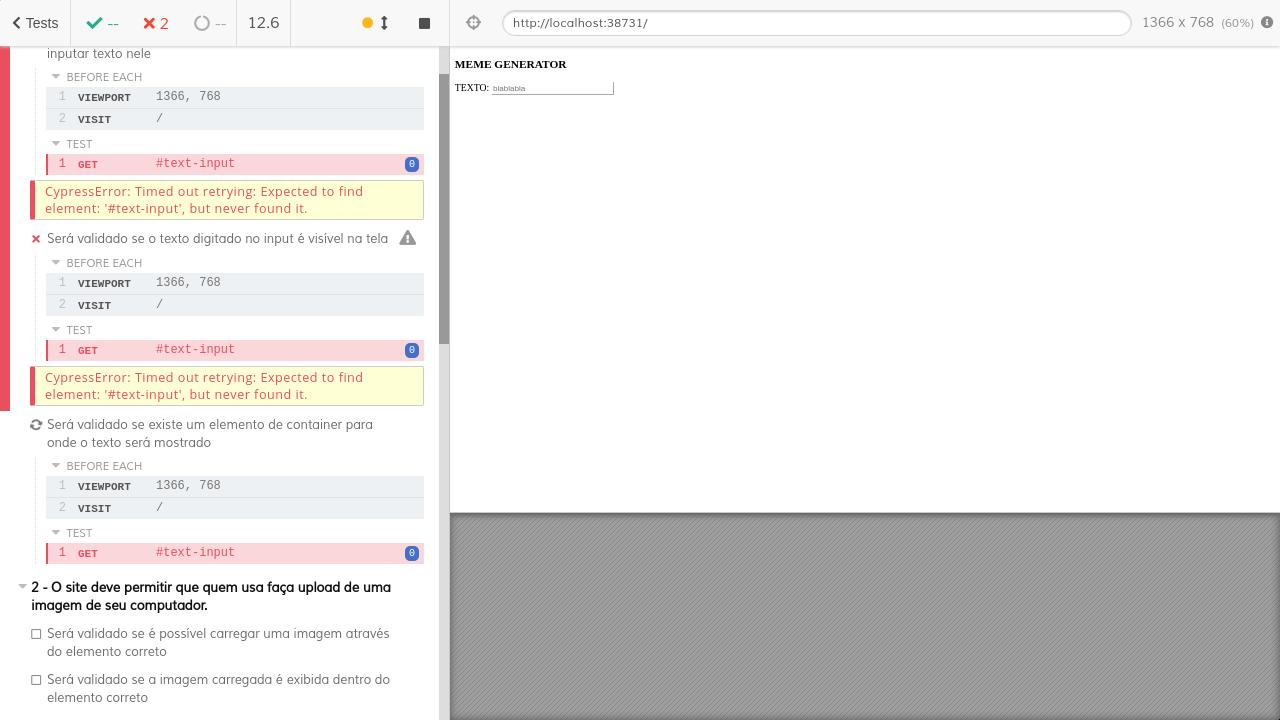 Tests -- 2 -- 12.6 http://localhost:38731/ 1366 x 768 (60%)
inputar texto nele
BEFORE EACH
1 VIEWPORT 1366, 768
2 VISIT /
TEST
1 GET #text-input 0
CypressError: Timed out retrying: Expected to find
element: '#text-input', but never found it.
Será validado se o texto digitado no input é visível na tela
BEFORE EACH
1 VIEWPORT 1366, 768
2 VISIT /
TEST
1 GET #text-input 0
CypressError: Timed out retrying: Expected to find
element: '#text-input', but never found it.
Será validado se existe um elemento de container para
onde o texto será mostrado
BEFORE EACH
1 VIEWPORT 1366, 768
2 VISIT /
TEST
1 GET #text-input 0
2 - O site deve permitir que quem usa faça upload de uma
imagem de seu computador.
Será validado se é possível carregar uma imagem através
do elemento correto
Será validado se a imagem carregada é exibida dentro do
elemento correto
MEME GENERATOR
TEXTO: blablabla